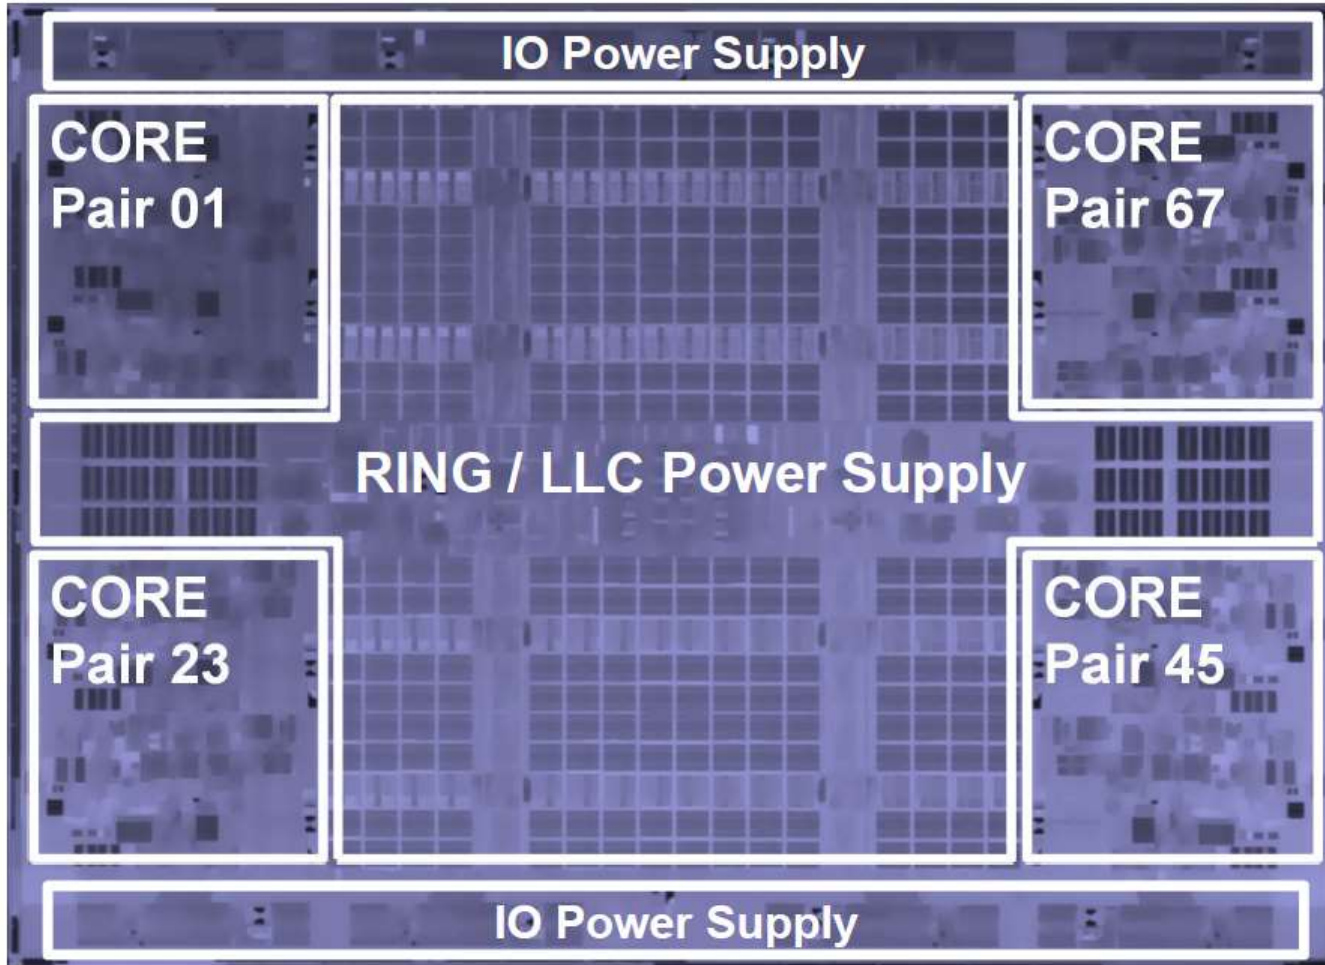 IO Power Supply
CORE
Pair 01
CORE
Pair 67
RING / LLC Power Supply
CORE
Pair 23
CORE
Pair 45
IO Power Supply